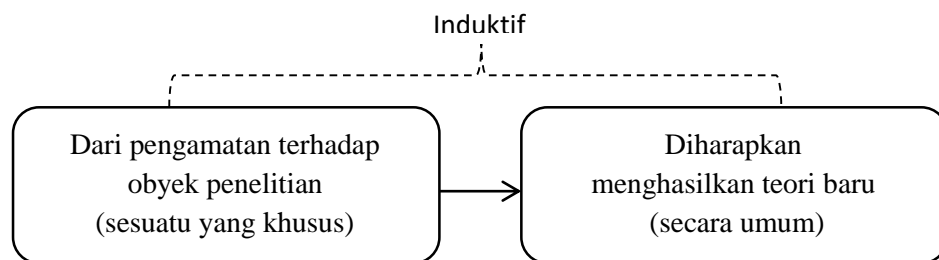 Induktif
Dari pengamatan terhadap
obyek penelitian
(sesuatu yang khusus)
Diharapkan
menghasilkan teori baru
(secara umum)